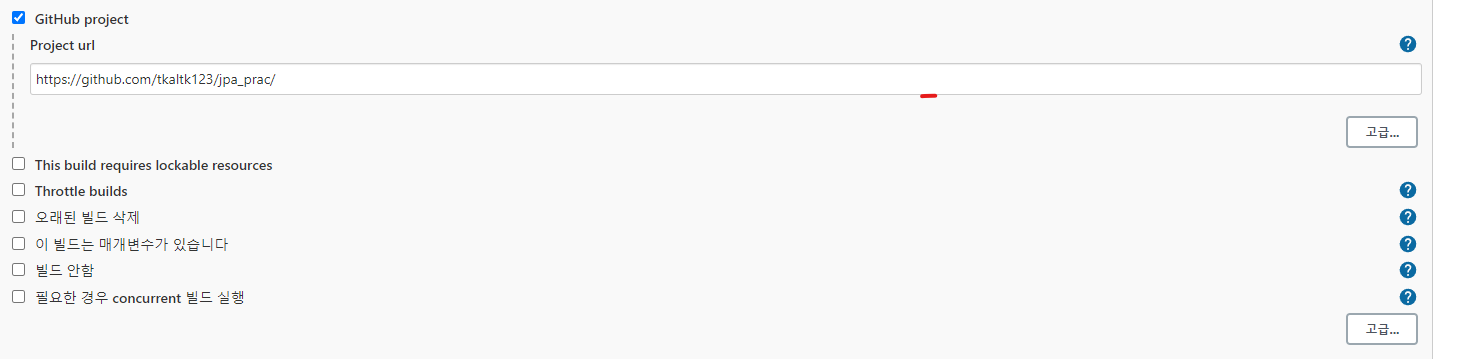 GitHub project
Project url
https://github.com/tkaltk123/jpa_prac/
고급...
This build requires lockable resources
Throttle builds
오래된 빌드 삭제
이 빌드는 매개변수가 있습니다
빌드 안함
필요한 경우 concurrent 빌드 실행
고급...